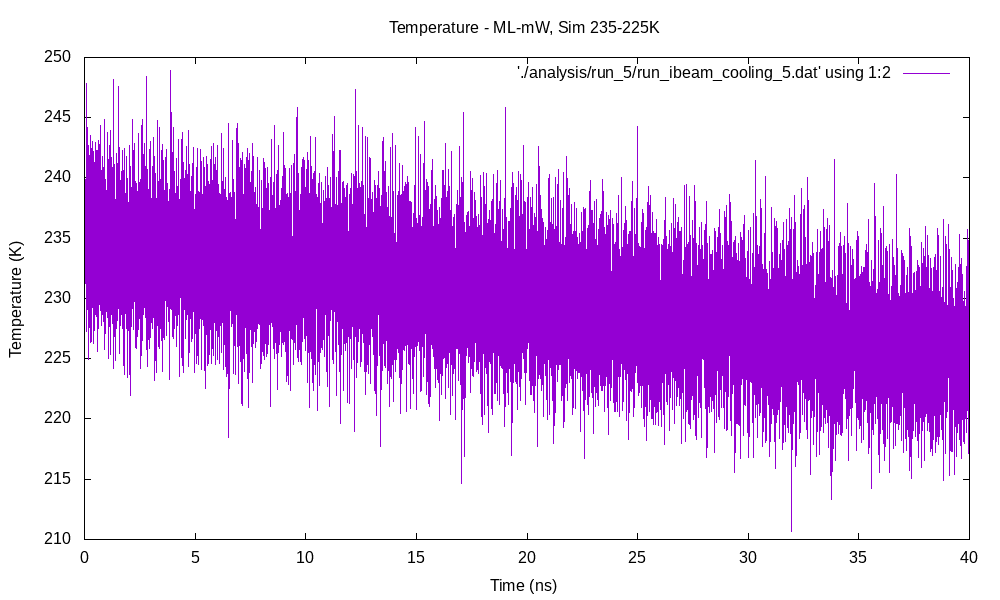 Temperature - ML-mW, Sim 235-225K
'./analysis/run_5/run_ibeam_cooling_5.dat' using 1:2
250
245
240
235
230
225
220
215
210
Temperature (K)
0 5 10 15 20 25 30 35 40
Time (ns)